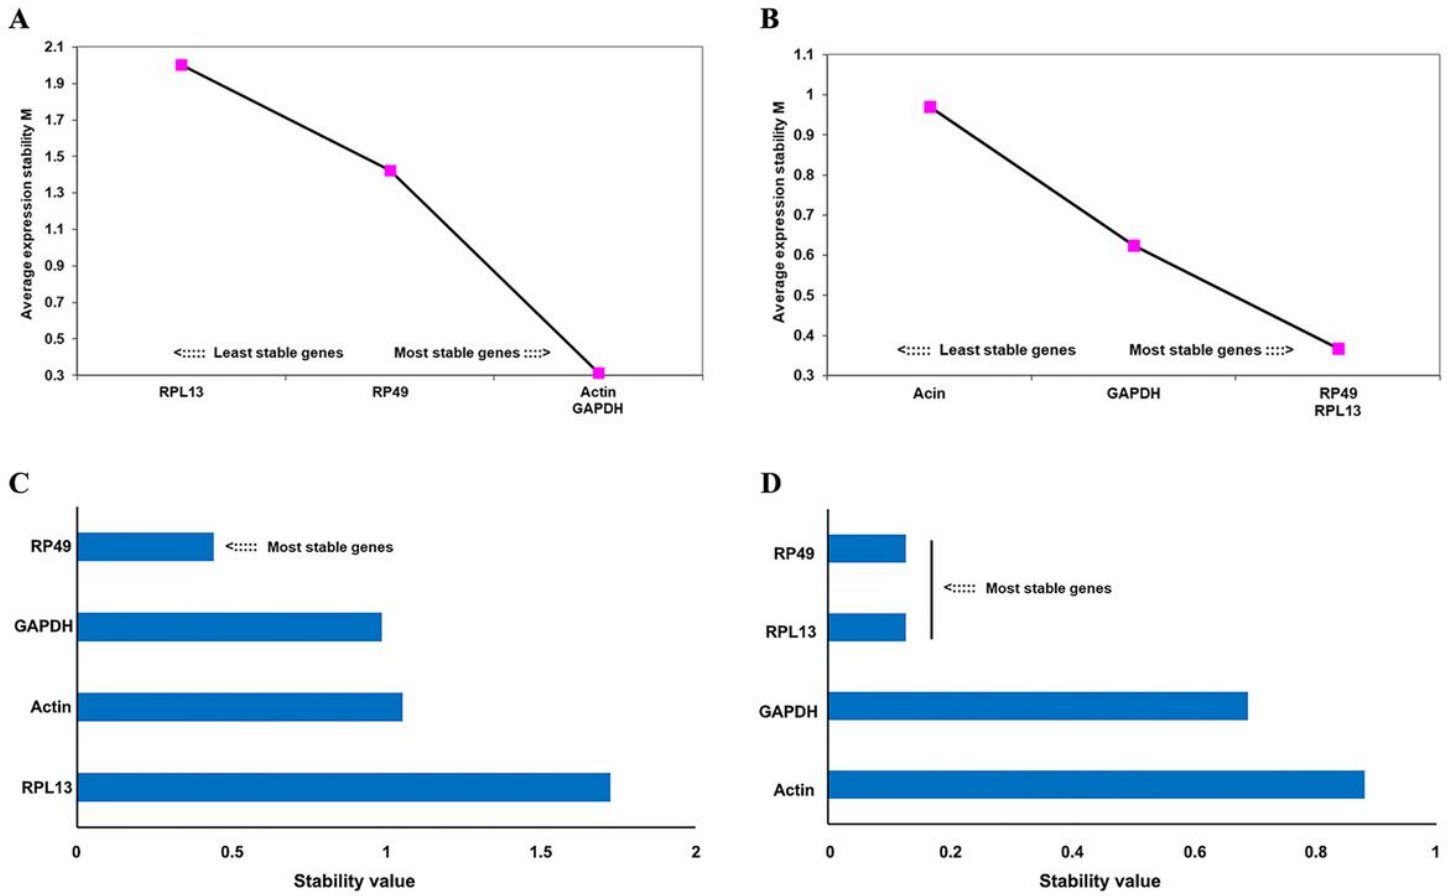 A
Average expression stability M
2.1
1.9
1.7
1.5
1.3
1.1
0.9
0.7
0.5
0.3
<::::: Least stable genes
Most stable genes ::::>
RPL13
RP49
Actin
GAPDH
B
Average expression stability M
1.1
1
0.9
0.8
0.7
0.6
0.5
0.4
0.3
<::::: Least stable genes
Most stable genes ::::>
Acin
GAPDH
RP49
RPL13
C
RP49
<::::: Most stable genes
GAPDH
Actin
RPL13
0
0.5
1
1.5
2
Stability value
D
RP49
<::::: Most stable genes
RPL13
GAPDH
Actin
0
0.2
0.4
0.6
0.8
1
Stability value